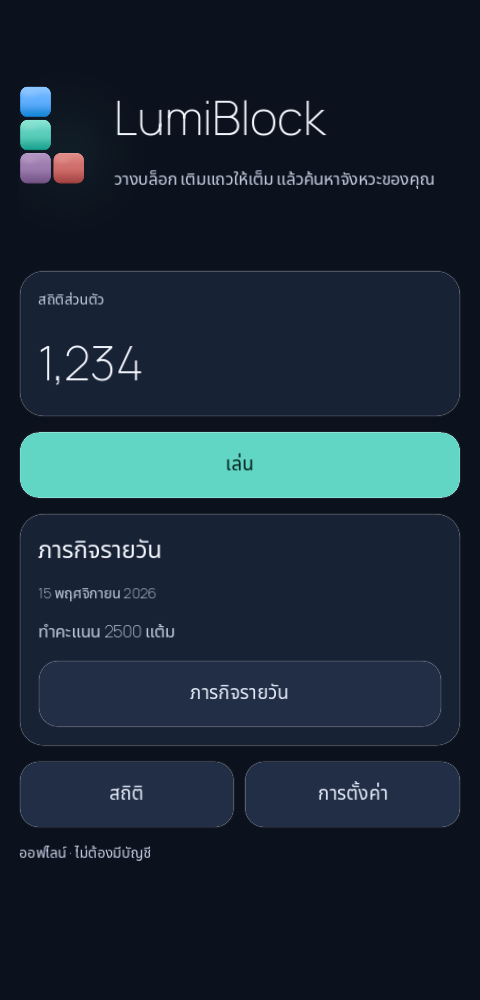 LumiBlock
วางบล็อก เติมแถวให้เต็ม แล้วค้นหาจังหวะของคุณ
สถิติส่วนตัว
1,234
เล่น
ภารกิจรายวัน
15 พฤศจิกายน 2026
ทำคะแนน 2500 แต้ม
ภารกิจรายวัน
สถิติ
การตั้งค่า
ออฟไลน์ · ไม่ต้องมีบัญชี